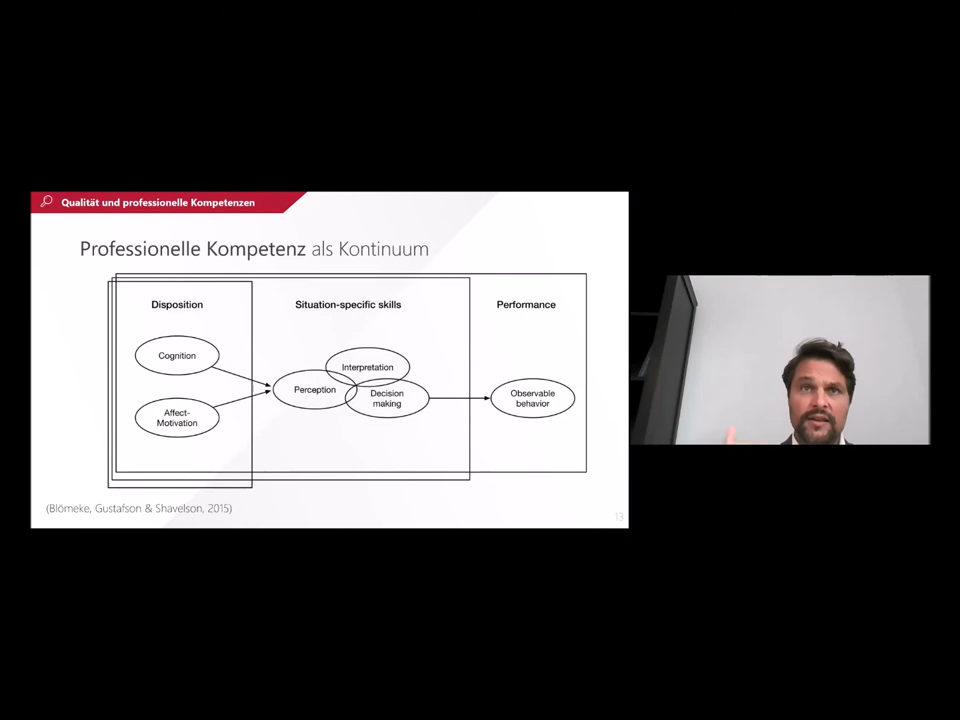 Qualität und professionelle Kompetenzen
Professionelle Kompetenz als Kontinuum
Disposition
Situation-specific skills
Performance
Cognition
Affect-
Motivation
Perception
Interpretation
Decision
making
Observable
behavior
(Blömeke, Gustafson & Shavelson, 2015)
13